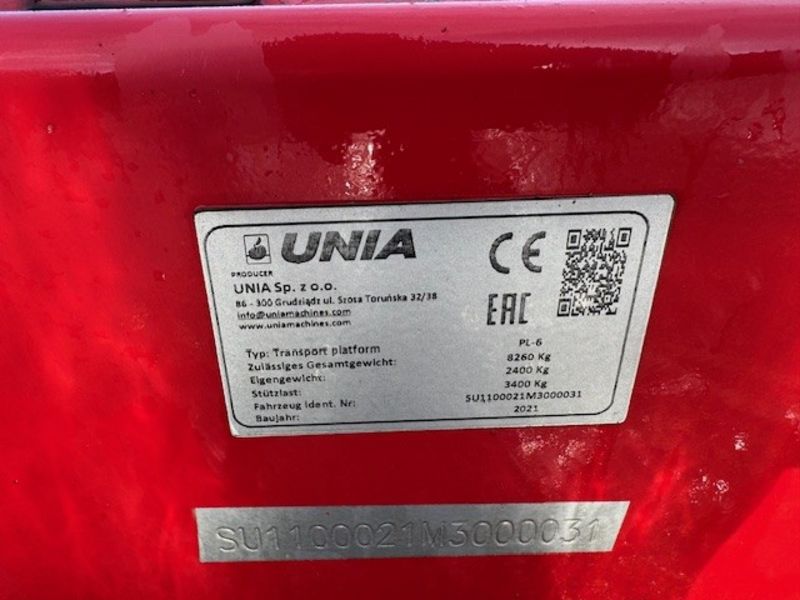 UNIA
CE
PRODUCER
UNIA Sp. z o.o.
86 - 300 Grudziądz ul. Szosa Toruńska 32/38
info@uniamachines.com
www.uniamachines.com
EAC
Typ: Transport platform PL-6
Zulässiges Gesamtgewicht: 8260 Kg
Eigengewicht: 2400 Kg
Stützlast: 3400 Kg
Fahrzeug Ident. Nr: SU1100021M3000031
Baujahr: 2021
SU1100021M3000031